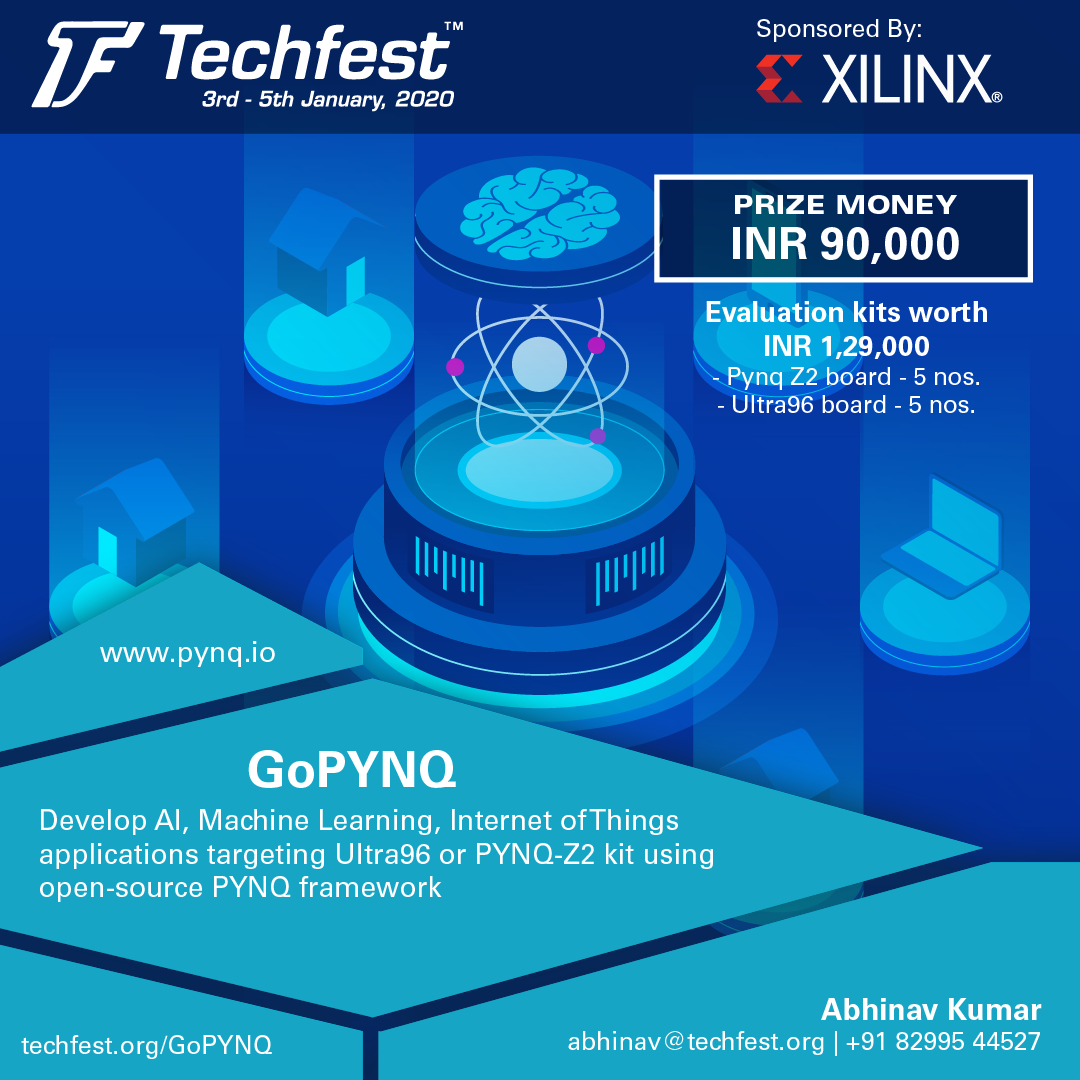 Techfest™
3rd - 5th January, 2020
Sponsored By:
XILINX®
PRIZE MONEY
INR 90,000
Evaluation kits worth
INR 1,29,000
- Pynq Z2 board - 5 nos.
- Ultra96 board - 5 nos.
www.pynq.io
GoPYNQ
Develop AI, Machine Learning, Internet of Things
applications targeting Ultra96 or PYNQ-Z2 kit using
open-source PYNQ framework
Abhinav Kumar
abhinav@techfest.org | +91 82995 44527
techfest.org/GoPYNQ